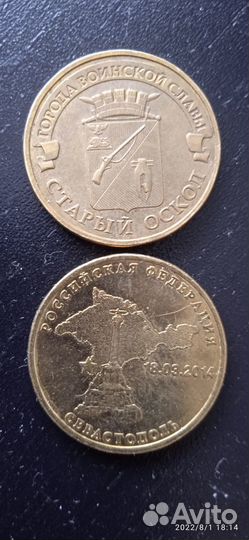 ГОРОДА ВОИНСКОЙ СЛАВЫ
СТАРЫЙ ОСКОЛ
РОССИЙСКАЯ ФЕДЕРАЦИЯ
18.03.2014
СЕВАСТОПОЛЬ
Avito
2022/8/1 18:14